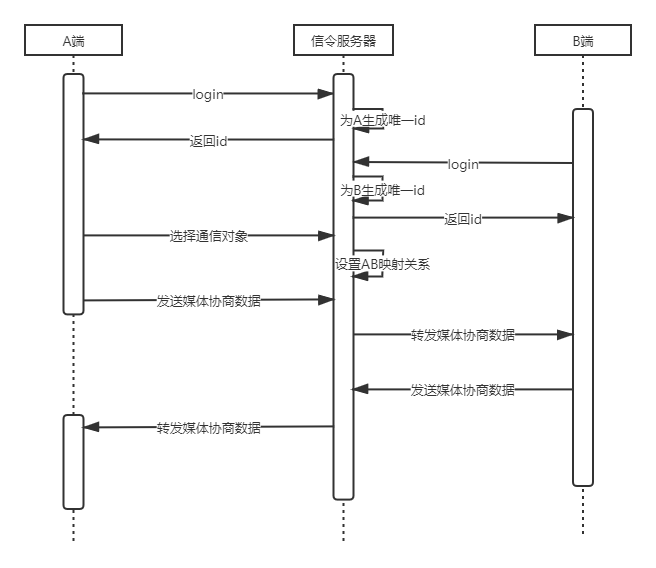 A端
信令服务器
B端
login
为A生成唯一id
返回id
login
为B生成唯一id
返回id
选择通信对象
设置AB映射关系
发送媒体协商数据
转发媒体协商数据
发送媒体协商数据
转发媒体协商数据